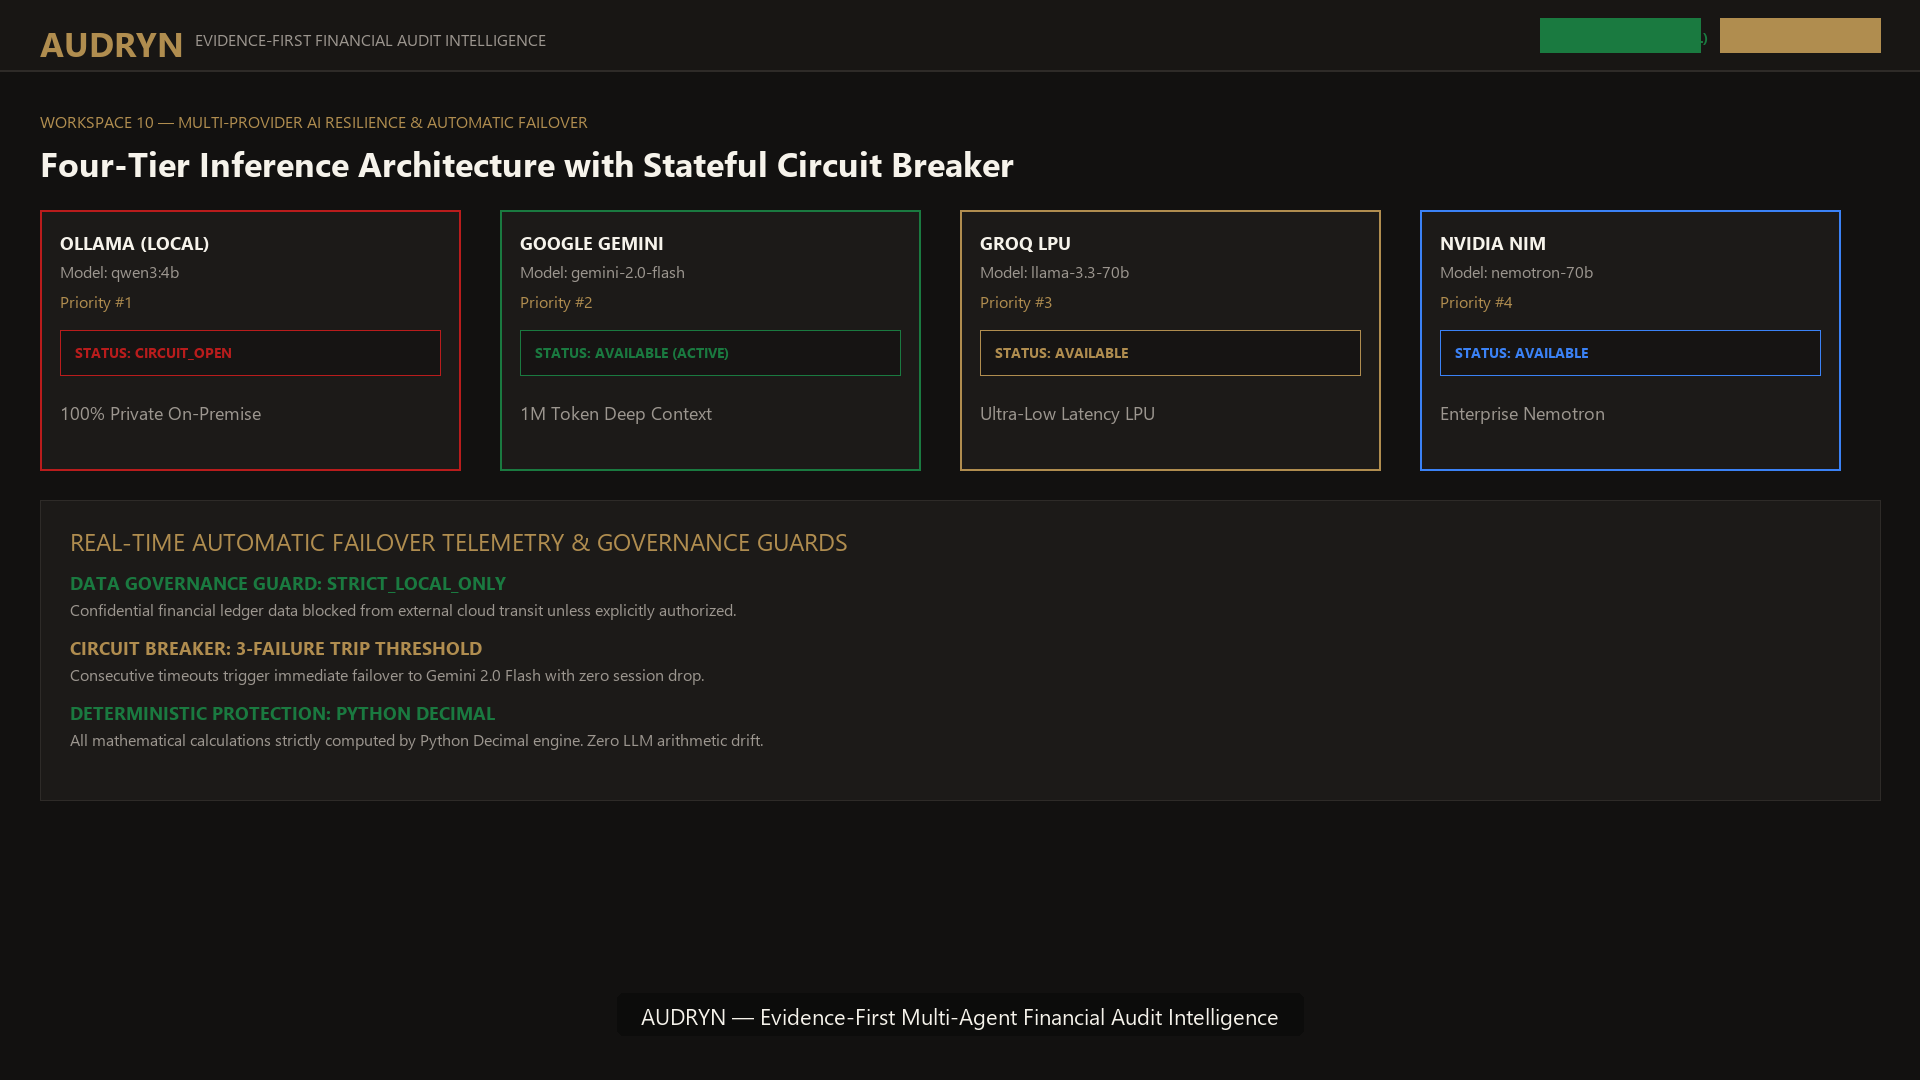 AUDRYN EVIDENCE-FIRST FINANCIAL AUDIT INTELLIGENCE
WORKSPACE 10 — MULTI-PROVIDER AI RESILIENCE & AUTOMATIC FAILOVER
Four-Tier Inference Architecture with Stateful Circuit Breaker
OLLAMA (LOCAL)
Model: qwen3:4b
Priority #1
STATUS: CIRCUIT_OPEN
100% Private On-Premise
GOOGLE GEMINI
Model: gemini-2.0-flash
Priority #2
STATUS: AVAILABLE (ACTIVE)
1M Token Deep Context
GROQ LPU
Model: llama-3.3-70b
Priority #3
STATUS: AVAILABLE
Ultra-Low Latency LPU
NVIDIA NIM
Model: nemotron-70b
Priority #4
STATUS: AVAILABLE
Enterprise Nemotron
REAL-TIME AUTOMATIC FAILOVER TELEMETRY & GOVERNANCE GUARDS
DATA GOVERNANCE GUARD: STRICT_LOCAL_ONLY
Confidential financial ledger data blocked from external cloud transit unless explicitly authorized.
CIRCUIT BREAKER: 3-FAILURE TRIP THRESHOLD
Consecutive timeouts trigger immediate failover to Gemini 2.0 Flash with zero session drop.
DETERMINISTIC PROTECTION: PYTHON DECIMAL
All mathematical calculations strictly computed by Python Decimal engine. Zero LLM arithmetic drift.
AUDRYN — Evidence-First Multi-Agent Financial Audit Intelligence